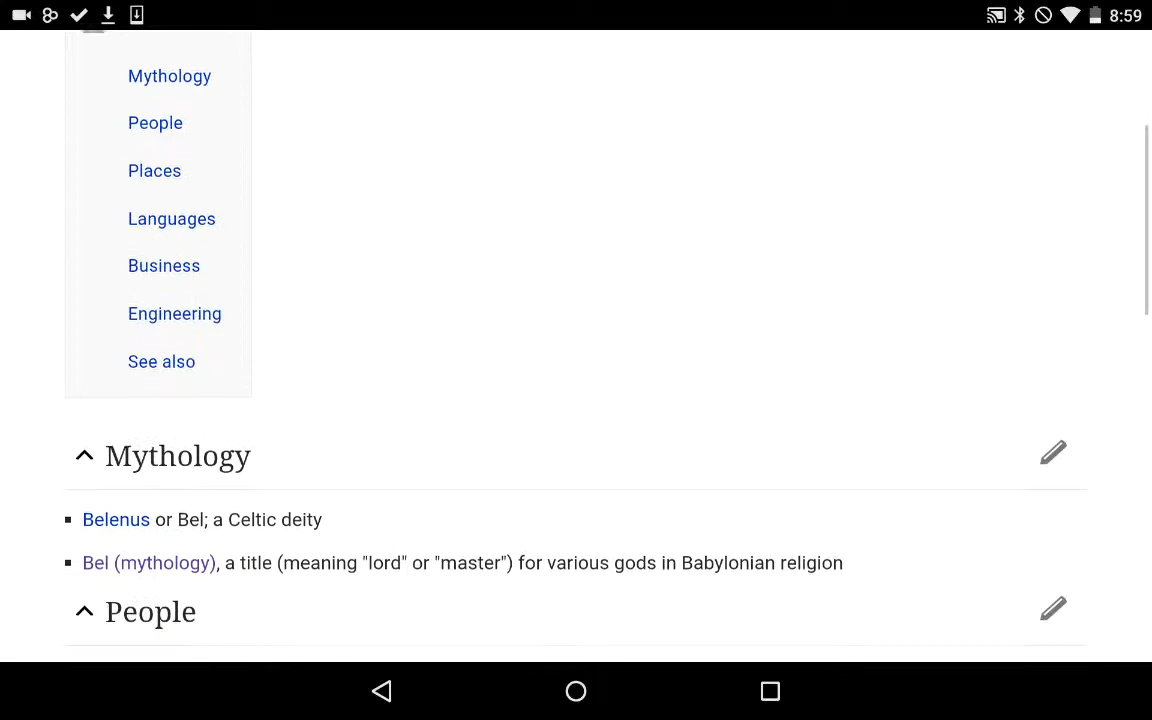 8:59
Mythology
People
Places
Languages
Business
Engineering
See also
Mythology
Belenus or Bel; a Celtic deity
Bel (mythology), a title (meaning "lord" or "master") for various gods in Babylonian religion
People